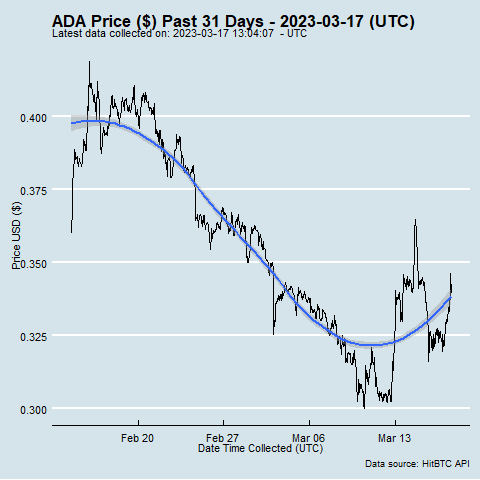 ADA Price ($) Past 31 Days - 2023-03-17 (UTC)
Latest data collected on: 2023-03-17 13:04:07 - UTC
0.400
0.375
0.350
0.325
0.300
Price USD ($)
Feb 20 Feb 27 Mar 06 Mar 13
Date Time Collected (UTC)
Data source: HitBTC API